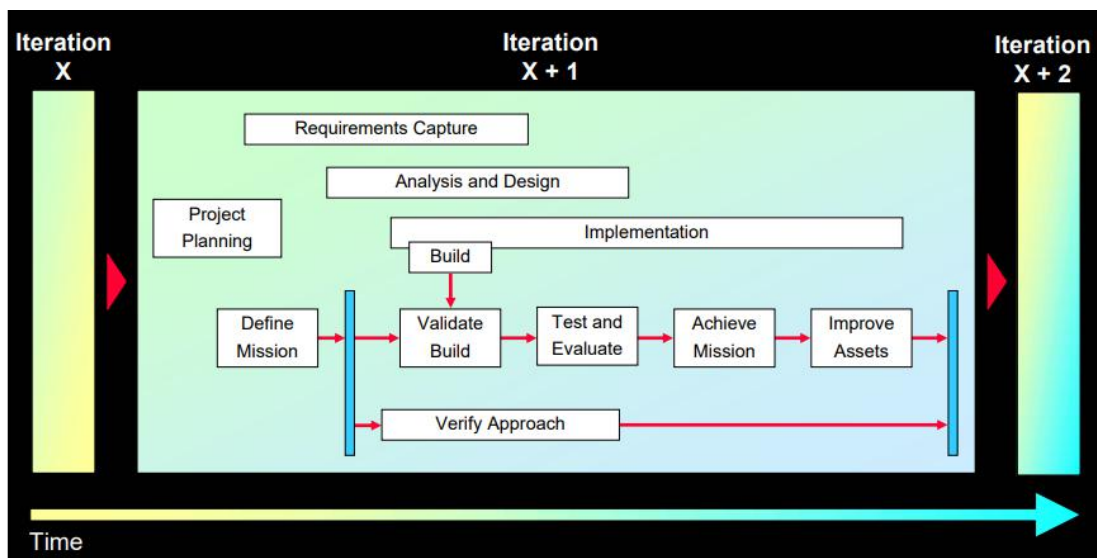 Iteration
X
Iteration
X + 1
Iteration
X + 2
Requirements Capture
Analysis and Design
Project
Planning
Implementation
Build
Define
Mission
Validate
Build
Test and
Evaluate
Achieve
Mission
Improve
Assets
Verify Approach
Time